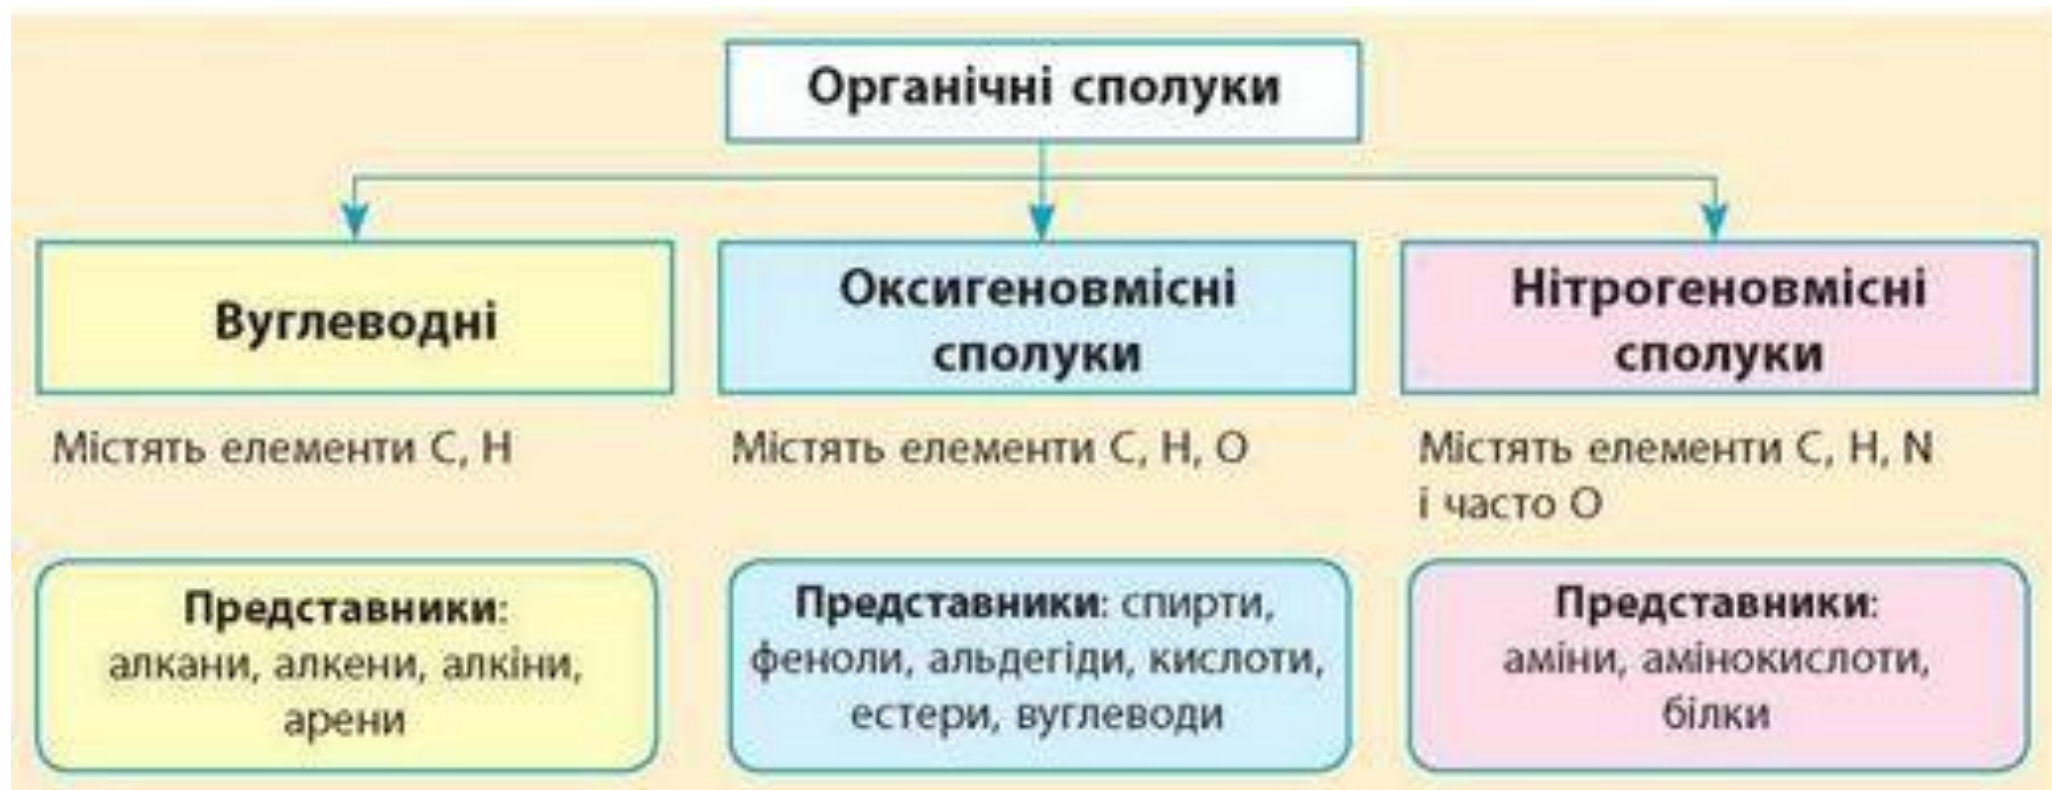 Органічні сполуки
Вуглеводні
Оксигеновмісні
сполуки
Нітрогеновмісні
сполуки
Містять елементи C, H
Містять елементи C, H, O
Містять елементи C, H, N
і часто O
Представники:
алкани, алкени, алкіни,
арени
Представники: спирти,
феноли, альдегіди, кислоти,
естери, вуглеводи
Представники:
аміни, амінокислоти,
білки